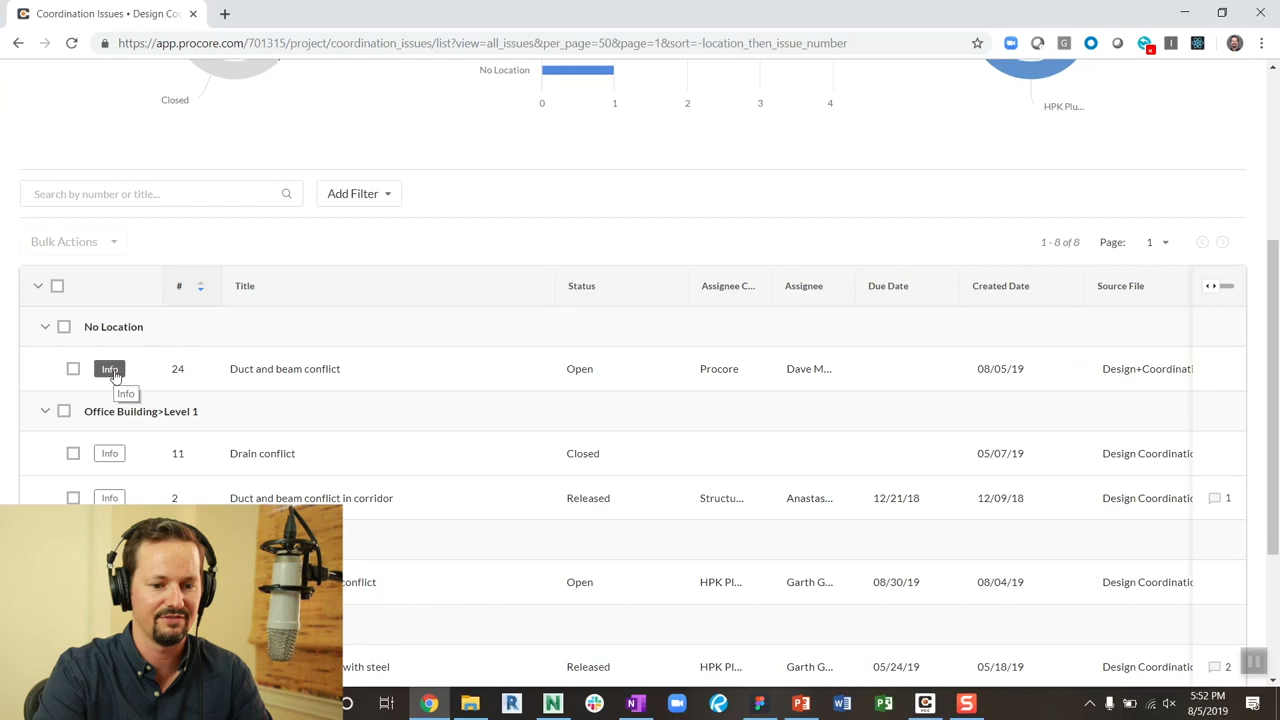 Coordination Issues • Design Co
https://app.procore.com/701315/project/coordination_issues/list?view=all_issues&per_page=50&page=1&sort=-location_then_issue_number
Closed
No Location
0 1 2 3 4
HPK Plu...
Search by number or title...
Add Filter
Bulk Actions
1 - 8 of 8 Page: 1
# Title Status Assignee C... Assignee Due Date Created Date Source File
No Location
Info 24 Duct and beam conflict Open Procore Dave M... 08/05/19 Design+Coordinati
Info
Office Building>Level 1
Info 11 Drain conflict Closed 05/07/19 Design Coordinatic
Info 2 Duct and beam conflict in corridor Released Structu... Anastas... 12/21/18 12/09/18 Design Coordinatic 1
conflict Open HPK Pl... Garth G... 08/30/19 08/04/19 Design Coordinatic
with steel Released HPK Pl... Garth G... 05/24/19 05/18/19 Design Coordinatic 2
5:52 PM
8/5/2019